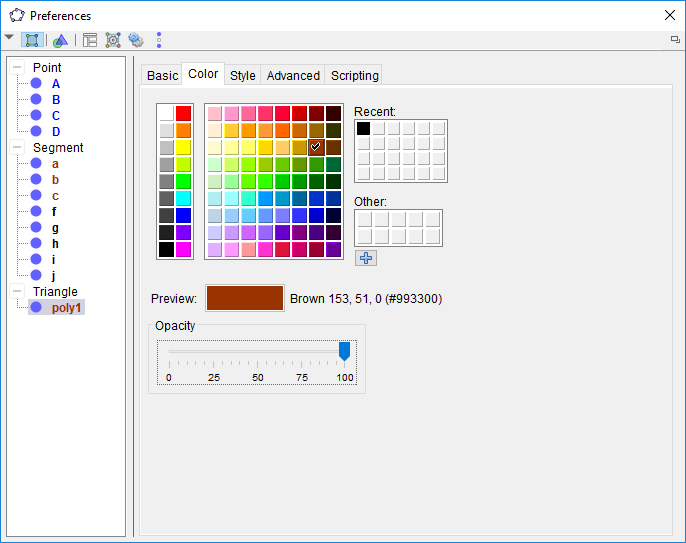 Preferences
Point
A
B
C
D
Segment
a
b
c
f
g
h
i
j
Triangle
poly1
Basic Color Style Advanced Scripting
Recent:
Other:
Preview: Brown 153, 51, 0 (#993300)
Opacity
0 25 50 75 100